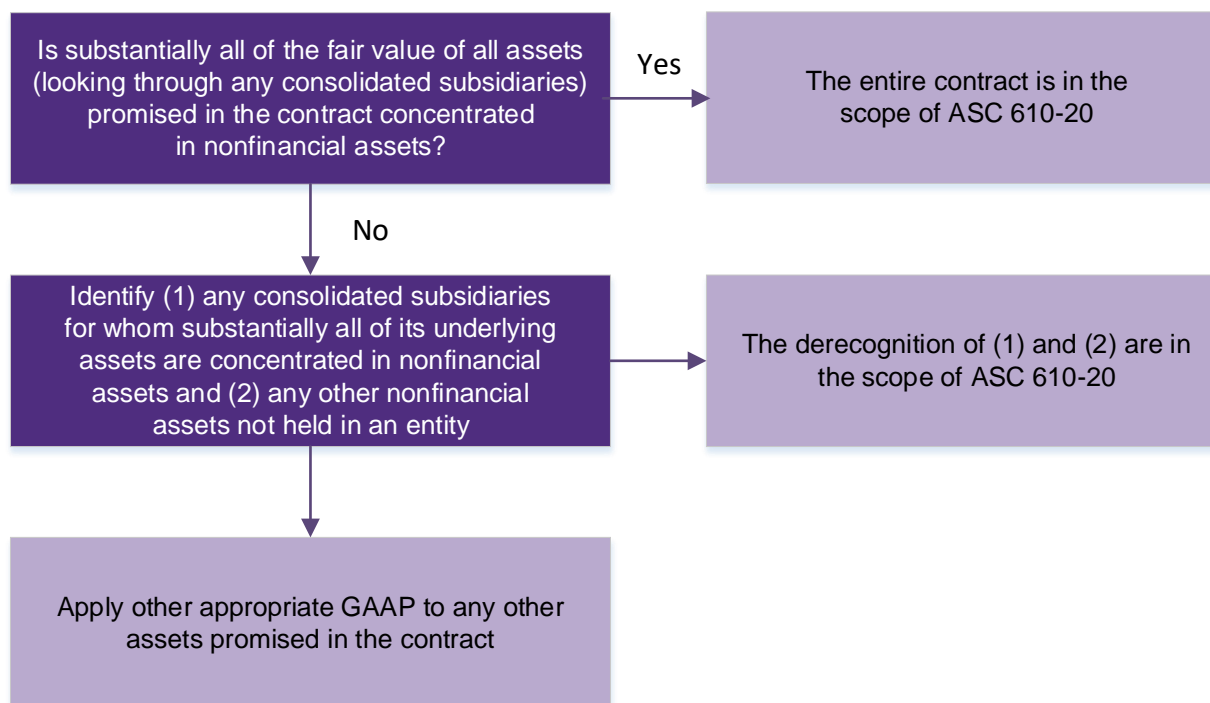 Is substantially all of the fair value of all assets
(looking through any consolidated subsidiaries)
promised in the contract concentrated
in nonfinancial assets?
Yes
The entire contract is in the
scope of ASC 610-20
No
Identify (1) any consolidated subsidiaries
for whom substantially all of its underlying
assets are concentrated in nonfinancial
assets and (2) any other nonfinancial
assets not held in an entity
The derecognition of (1) and (2) are in
the scope of ASC 610-20
Apply other appropriate GAAP to any other
assets promised in the contract